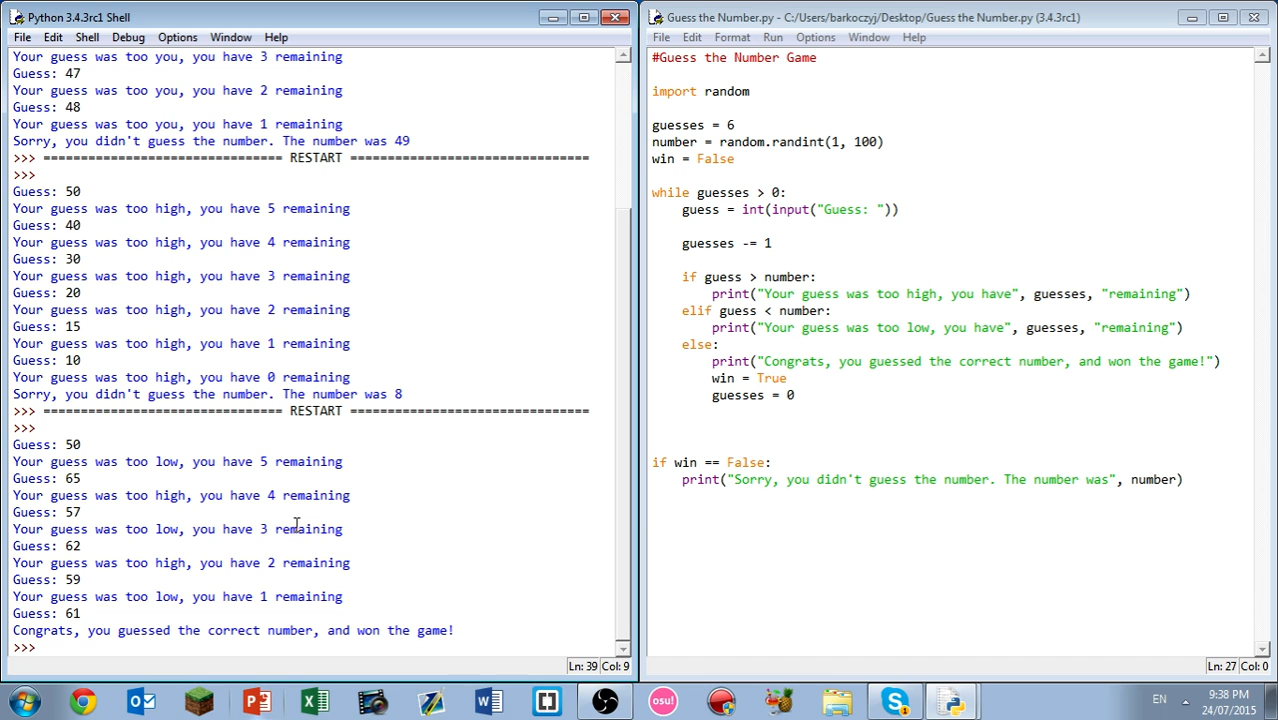 Python 3.4.3rc1 Shell
File Edit Shell Debug Options Window Help
Your guess was too you, you have 3 remaining
Guess: 47
Your guess was too you, you have 2 remaining
Guess: 48
Your guess was too you, you have 1 remaining
Sorry, you didn't guess the number. The number was 49
>>> ================================ RESTART ================================
>>>
Guess: 50
Your guess was too high, you have 5 remaining
Guess: 40
Your guess was too high, you have 4 remaining
Guess: 30
Your guess was too high, you have 3 remaining
Guess: 20
Your guess was too high, you have 2 remaining
Guess: 15
Your guess was too high, you have 1 remaining
Guess: 10
Your guess was too high, you have 0 remaining
Sorry, you didn't guess the number. The number was 8
>>> ================================ RESTART ================================
>>>
Guess: 50
Your guess was too low, you have 5 remaining
Guess: 65
Your guess was too high, you have 4 remaining
Guess: 57
Your guess was too low, you have 3 remaining
Guess: 62
Your guess was too high, you have 2 remaining
Guess: 59
Your guess was too low, you have 1 remaining
Guess: 61
Congrats, you guessed the correct number, and won the game!
>>>
Ln: 39 Col: 9
Guess the Number.py - C:/Users/barkoczyj/Desktop/Guess the Number.py (3.4.3rc1)
File Edit Format Run Options Window Help
#Guess the Number Game
import random
guesses = 6
number = random.randint(1, 100)
win = False
while guesses > 0:
    guess = int(input("Guess: "))
    guesses -= 1
    if guess > number:
        print("Your guess was too high, you have", guesses, "remaining")
    elif guess < number:
        print("Your guess was too low, you have", guesses, "remaining")
    else:
        print("Congrats, you guessed the correct number, and won the game!")
        win = True
        guesses = 0
if win == False:
    print("Sorry, you didn't guess the number. The number was", number)
Ln: 27 Col: 0
osu!
EN
9:38 PM
24/07/2015